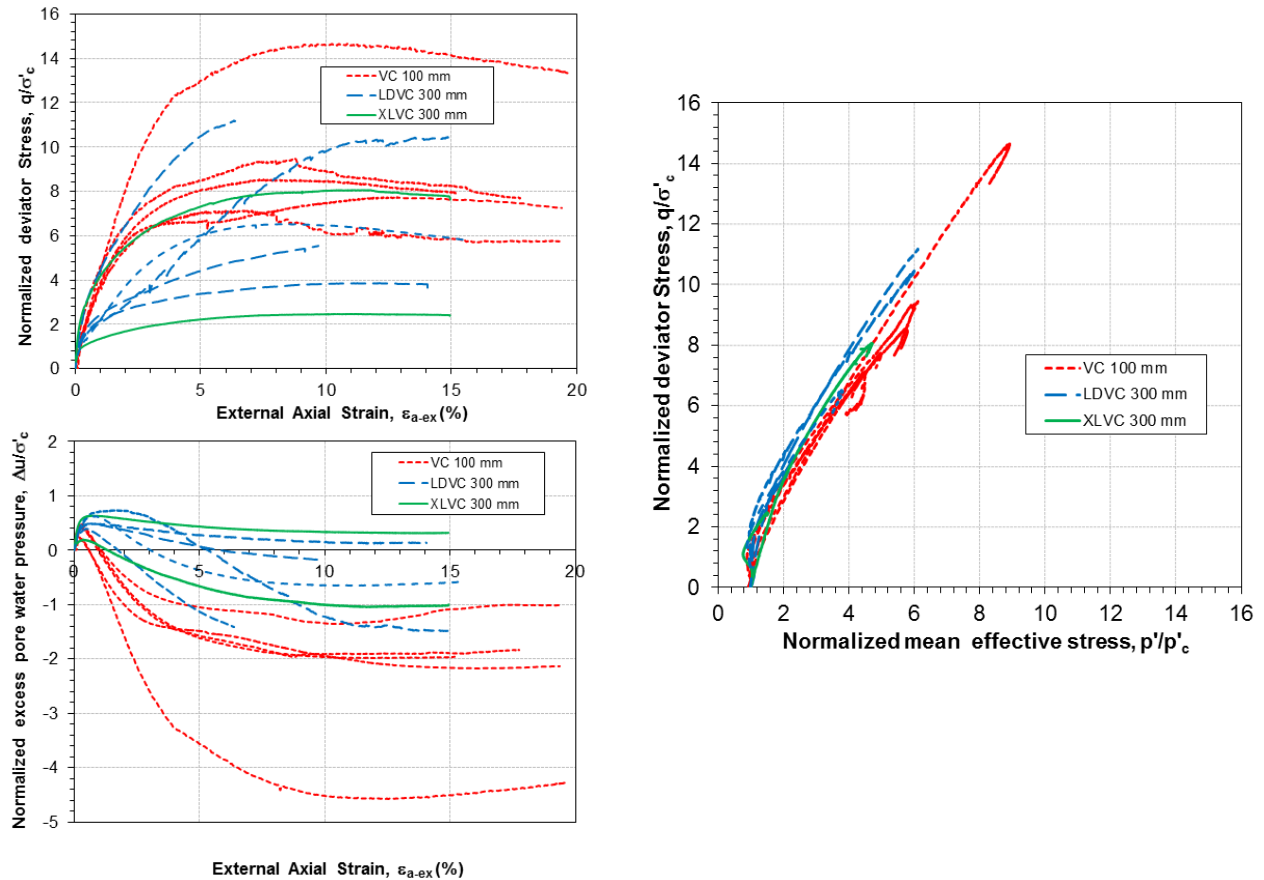 16
14
12
10
8
6
4
2
0
Normalized deviator Stress, q/σ'c
VC 100 mm
LDVC 300 mm
XLVC 300 mm
0 5 10 15 20
External Axial Strain, εa-ex (%)
2
1
0
-1
-2
-3
-4
-5
Normalized excess pore water pressure, Δu/σ'c
VC 100 mm
LDVC 300 mm
XLVC 300 mm
0 5 10 15 20
External Axial Strain, εa-ex (%)
16
14
12
10
8
6
4
2
0
Normalized deviator Stress, q/σ'c
VC 100 mm
LDVC 300 mm
XLVC 300 mm
0 2 4 6 8 10 12 14 16
Normalized mean effective stress, p'/p'c